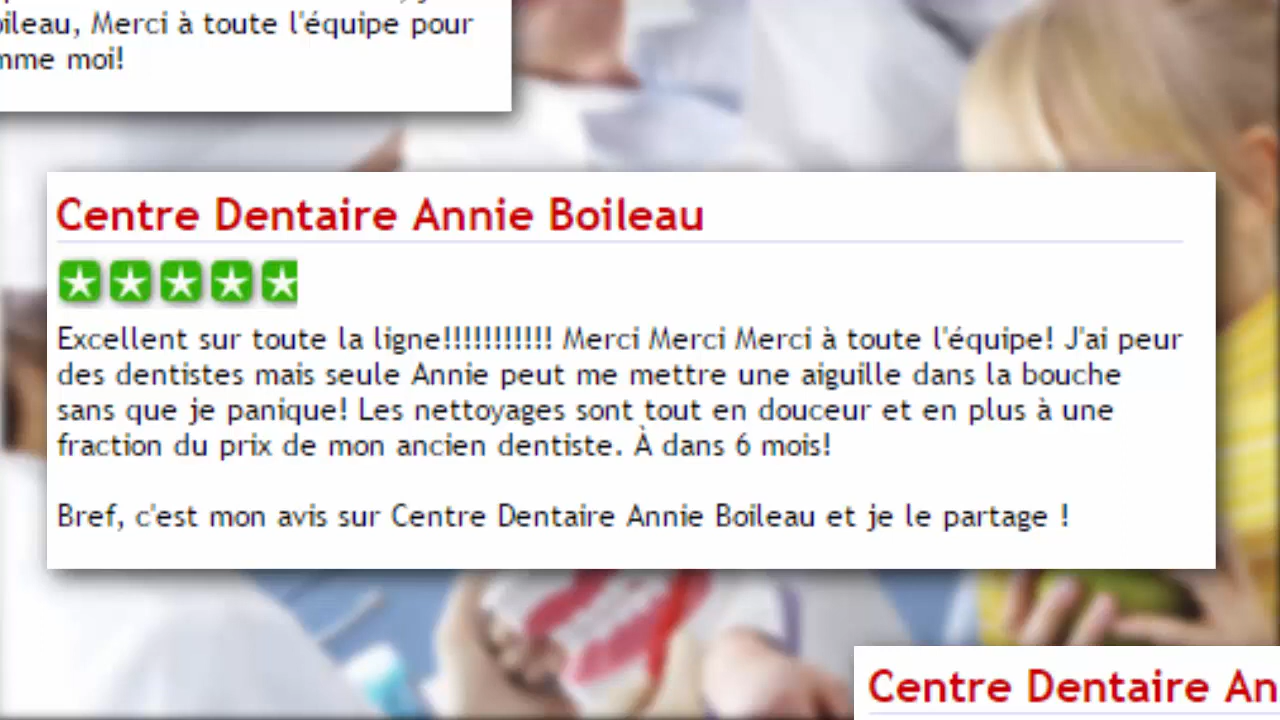 Merci à toute l'équipe pour
moi!
Centre Dentaire Annie Boileau
Excellent sur toute la ligne!!!!!!!!!!! Merci Merci Merci à toute l'équipe! J'ai peur
des dentistes mais seule Annie peut me mettre une aiguille dans la bouche
sans que je panique! Les nettoyages sont tout en douceur et en plus à une
fraction du prix de mon ancien dentiste. À dans 6 mois!
Bref, c'est mon avis sur Centre Dentaire Annie Boileau et je le partage !
Centre Dentaire An